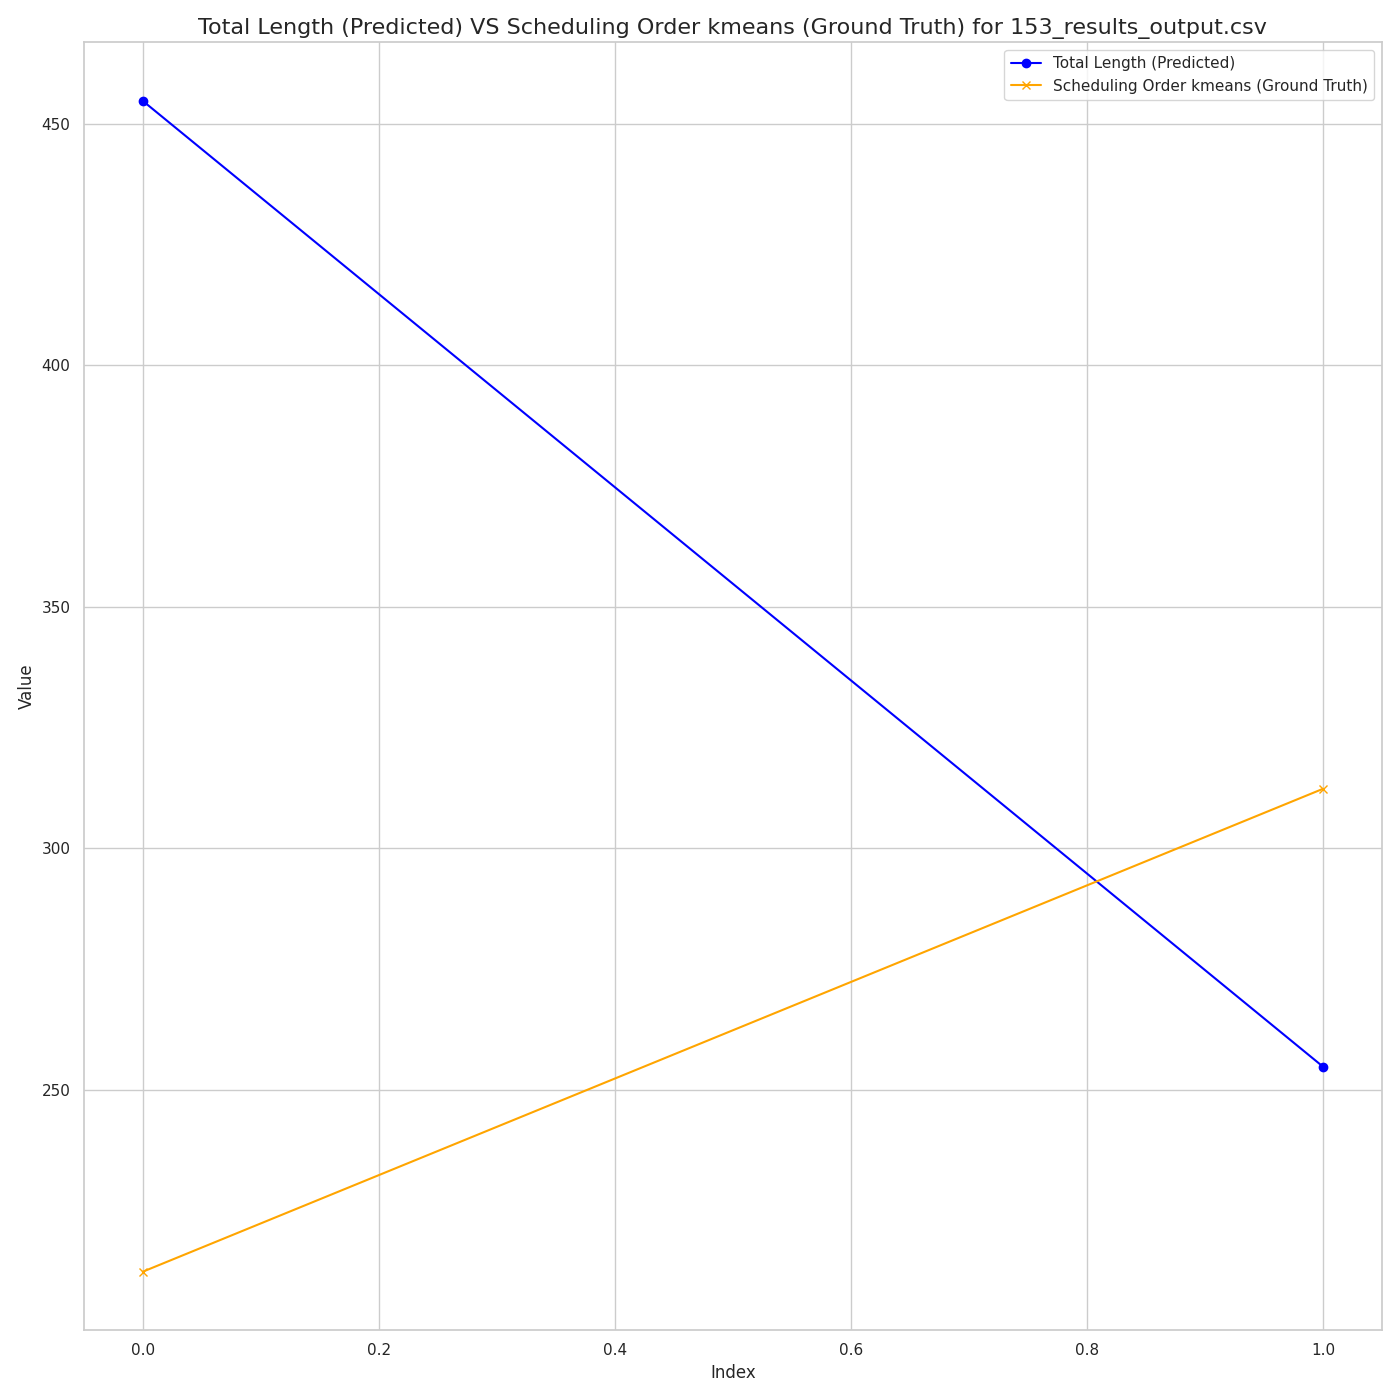 Total Length (Predicted) VS Scheduling Order kmeans (Ground Truth) for 153_results_output.csv
Total Length (Predicted)
Scheduling Order kmeans (Ground Truth)
450
400
350
300
250
Value
0.0 0.2 0.4 0.6 0.8 1.0
Index